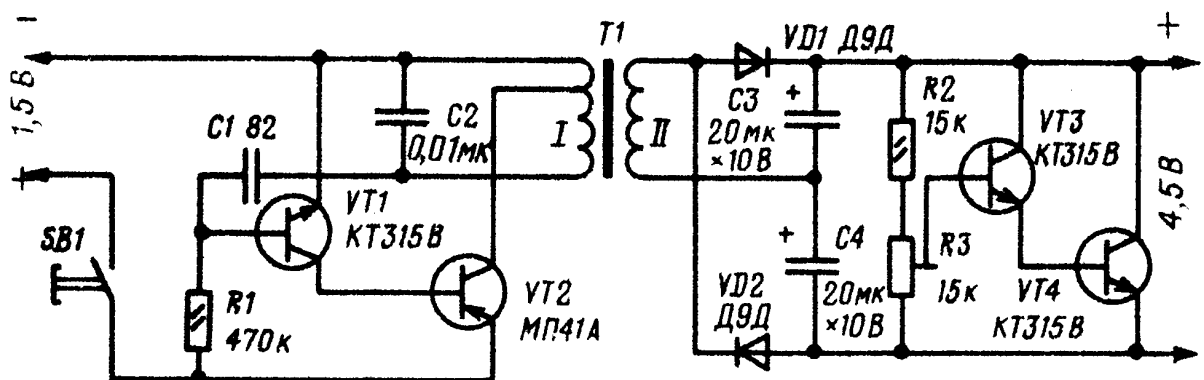 −
1,5 В
+
SB1
C1 82
R1
470к
VT1
КТ315В
C2
0,01мк
VT2
МП41А
T1
I
II
VD1 Д9Д
C3
+
20мк
×10В
C4
+
20мк
×10В
VD2
Д9Д
R2
15к
R3
15к
VT3
КТ315В
VT4
КТ315В
+
4,5 В